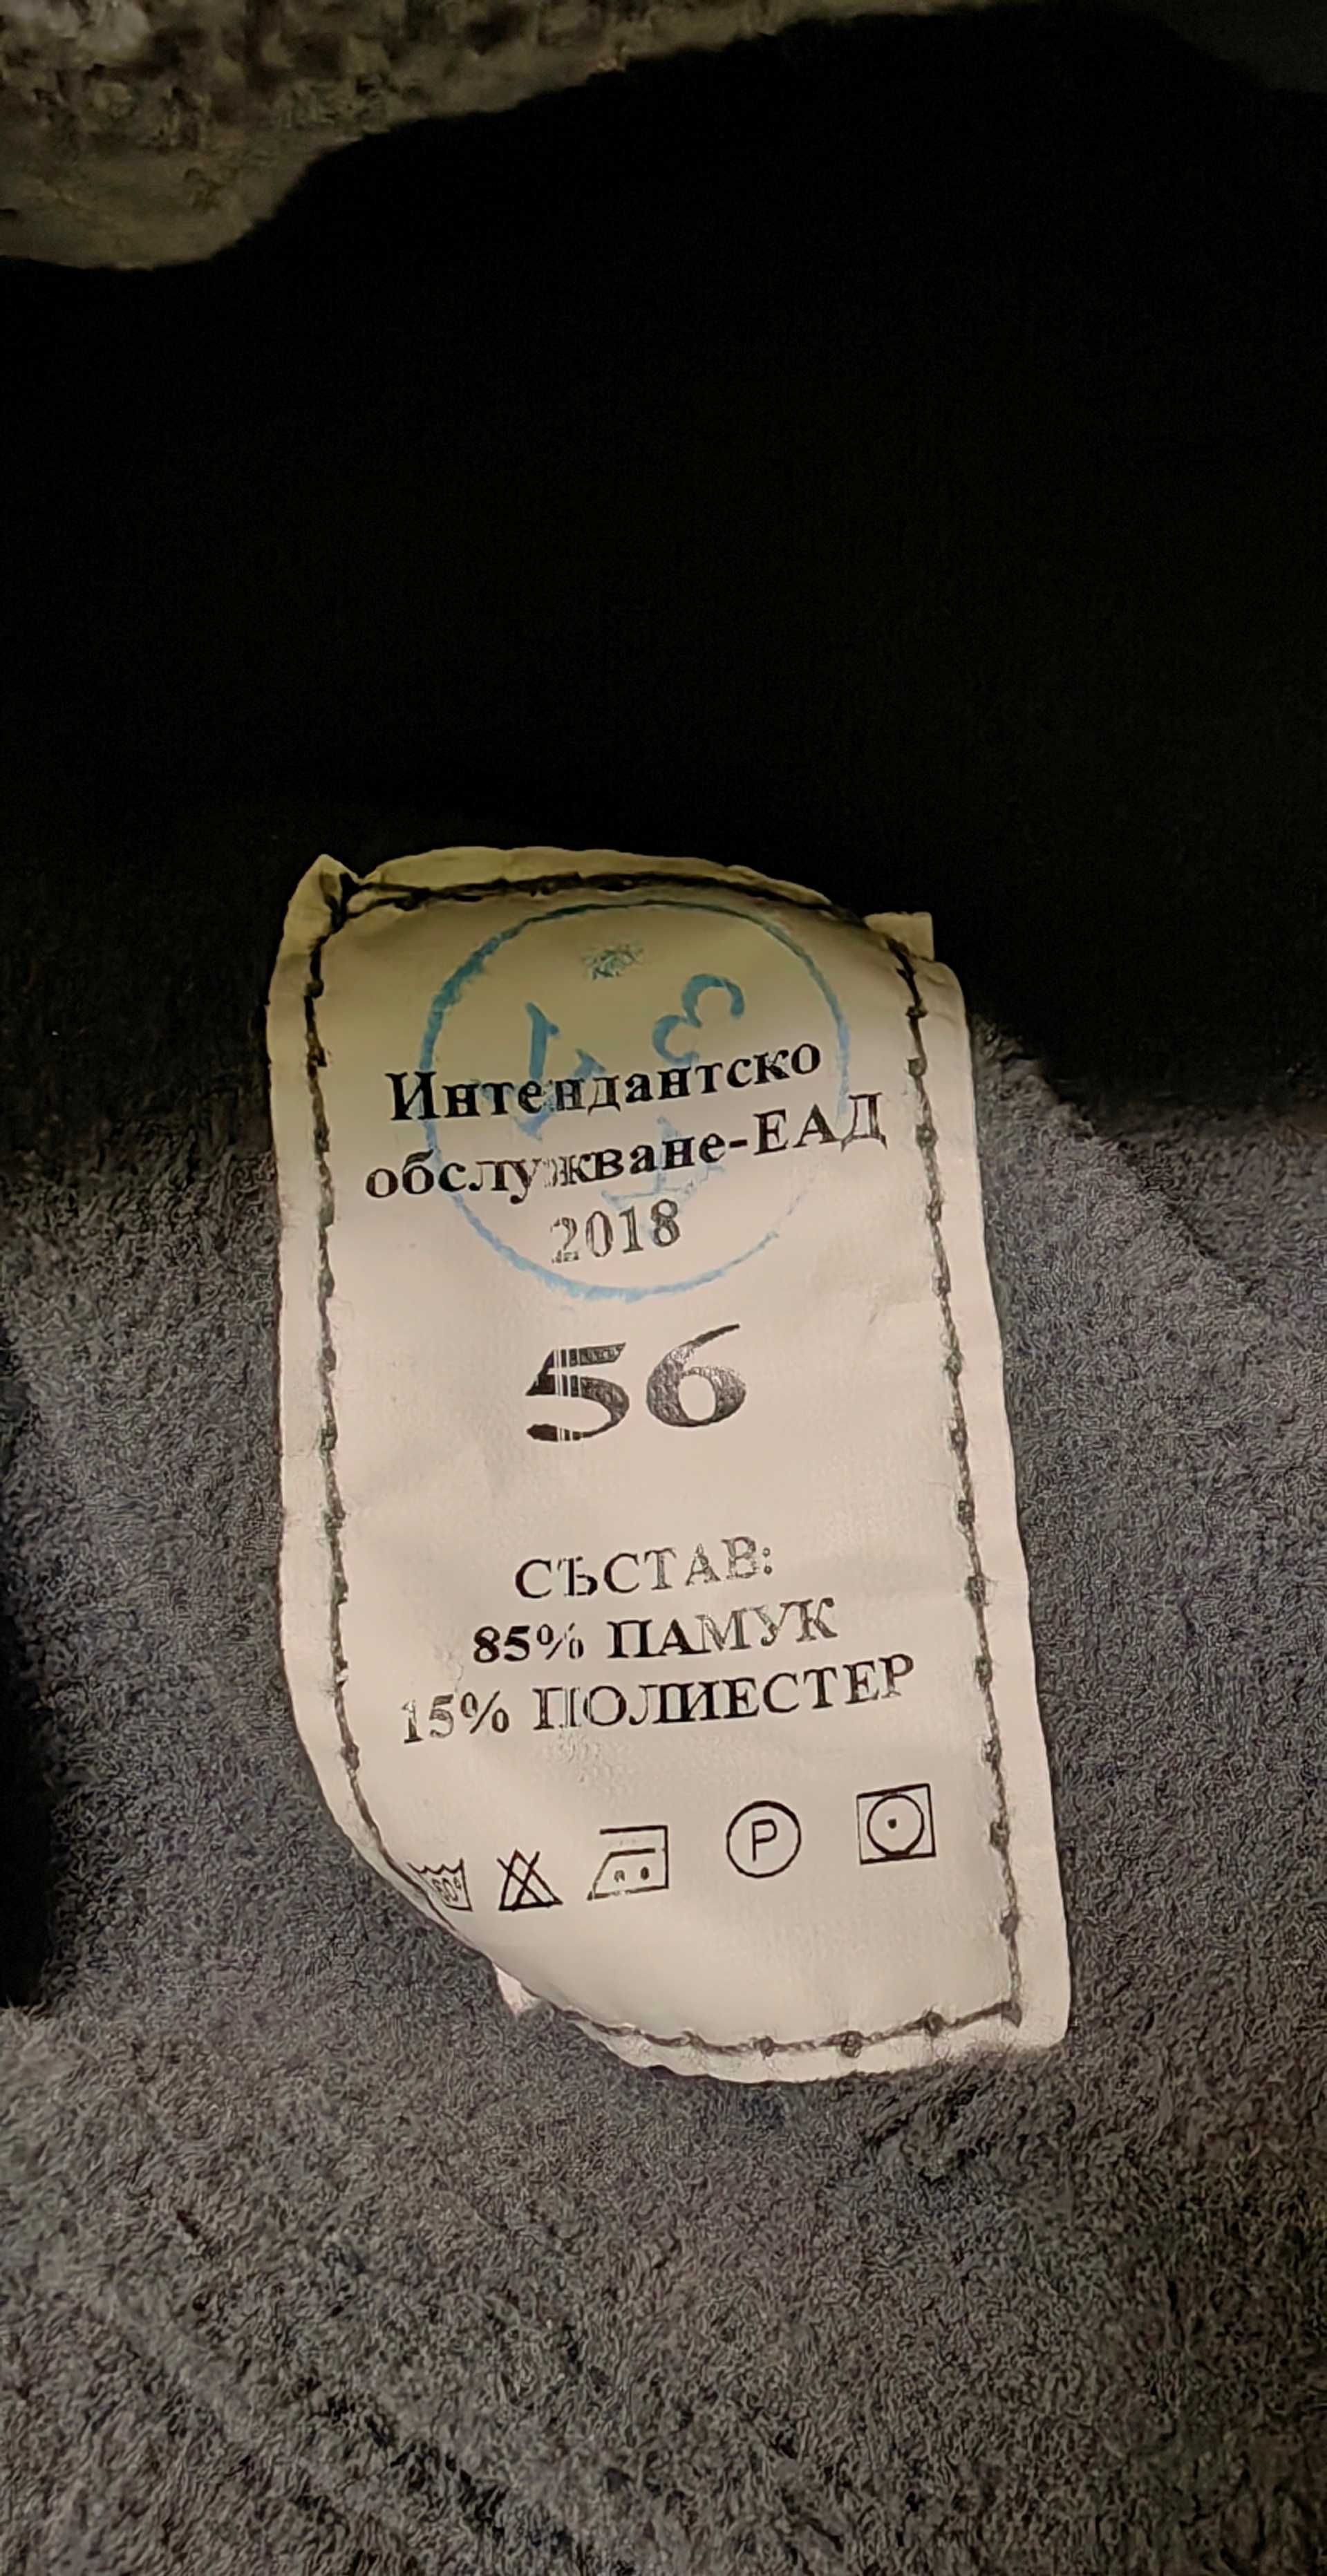 Интендантско
обслужване-ЕАД
2018
56
СЪСТАВ:
85% ПАМУК
15% ПОЛИЕСТЕР
P